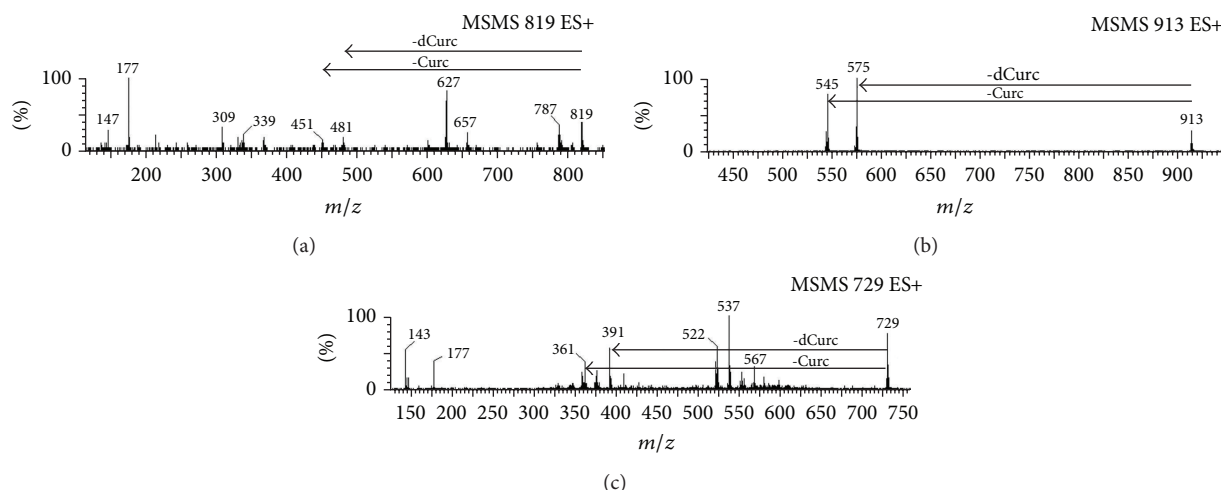 MSMS 819 ES+
-dCurc
-Curc
100
(%)
0
177
147
309
339
451
481
627
657
787
819
200 300 400 500 600 700 800
m/z
(a)
MSMS 913 ES+
-dCurc
-Curc
100
(%)
0
545
575
913
450 500 550 600 650 700 750 800 850 900
m/z
(b)
MSMS 729 ES+
-dCurc
-Curc
100
(%)
0
143
177
361
391
522
537
567
729
150 200 250 300 350 400 450 500 550 600 650 700 750
m/z
(c)